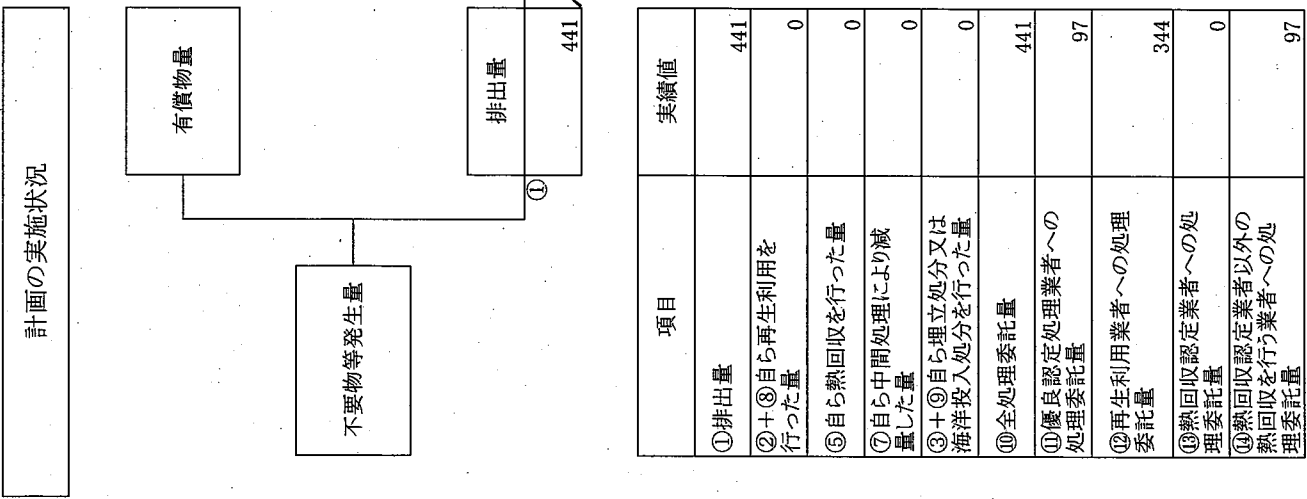 計画の実施状況
有償物量
不要物等発生量
①
排出量
441
項目
実績値
①排出量
441
②+⑧自ら再生利用を
行った量
0
⑤自ら熱回収を行った量
0
⑦自ら中間処理により減
量した量
0
③+⑨自ら埋立処分又は
海洋投入処分を行った量
0
⑩全処理委託量
441
⑪優良認定処理業者への
処理委託量
97
⑫再生利用業者への処理
委託量
344
⑬熱回収認定業者への処
理委託量
0
⑭熱回収認定業者以外の
熱回収を行う業者への処
理委託量
97